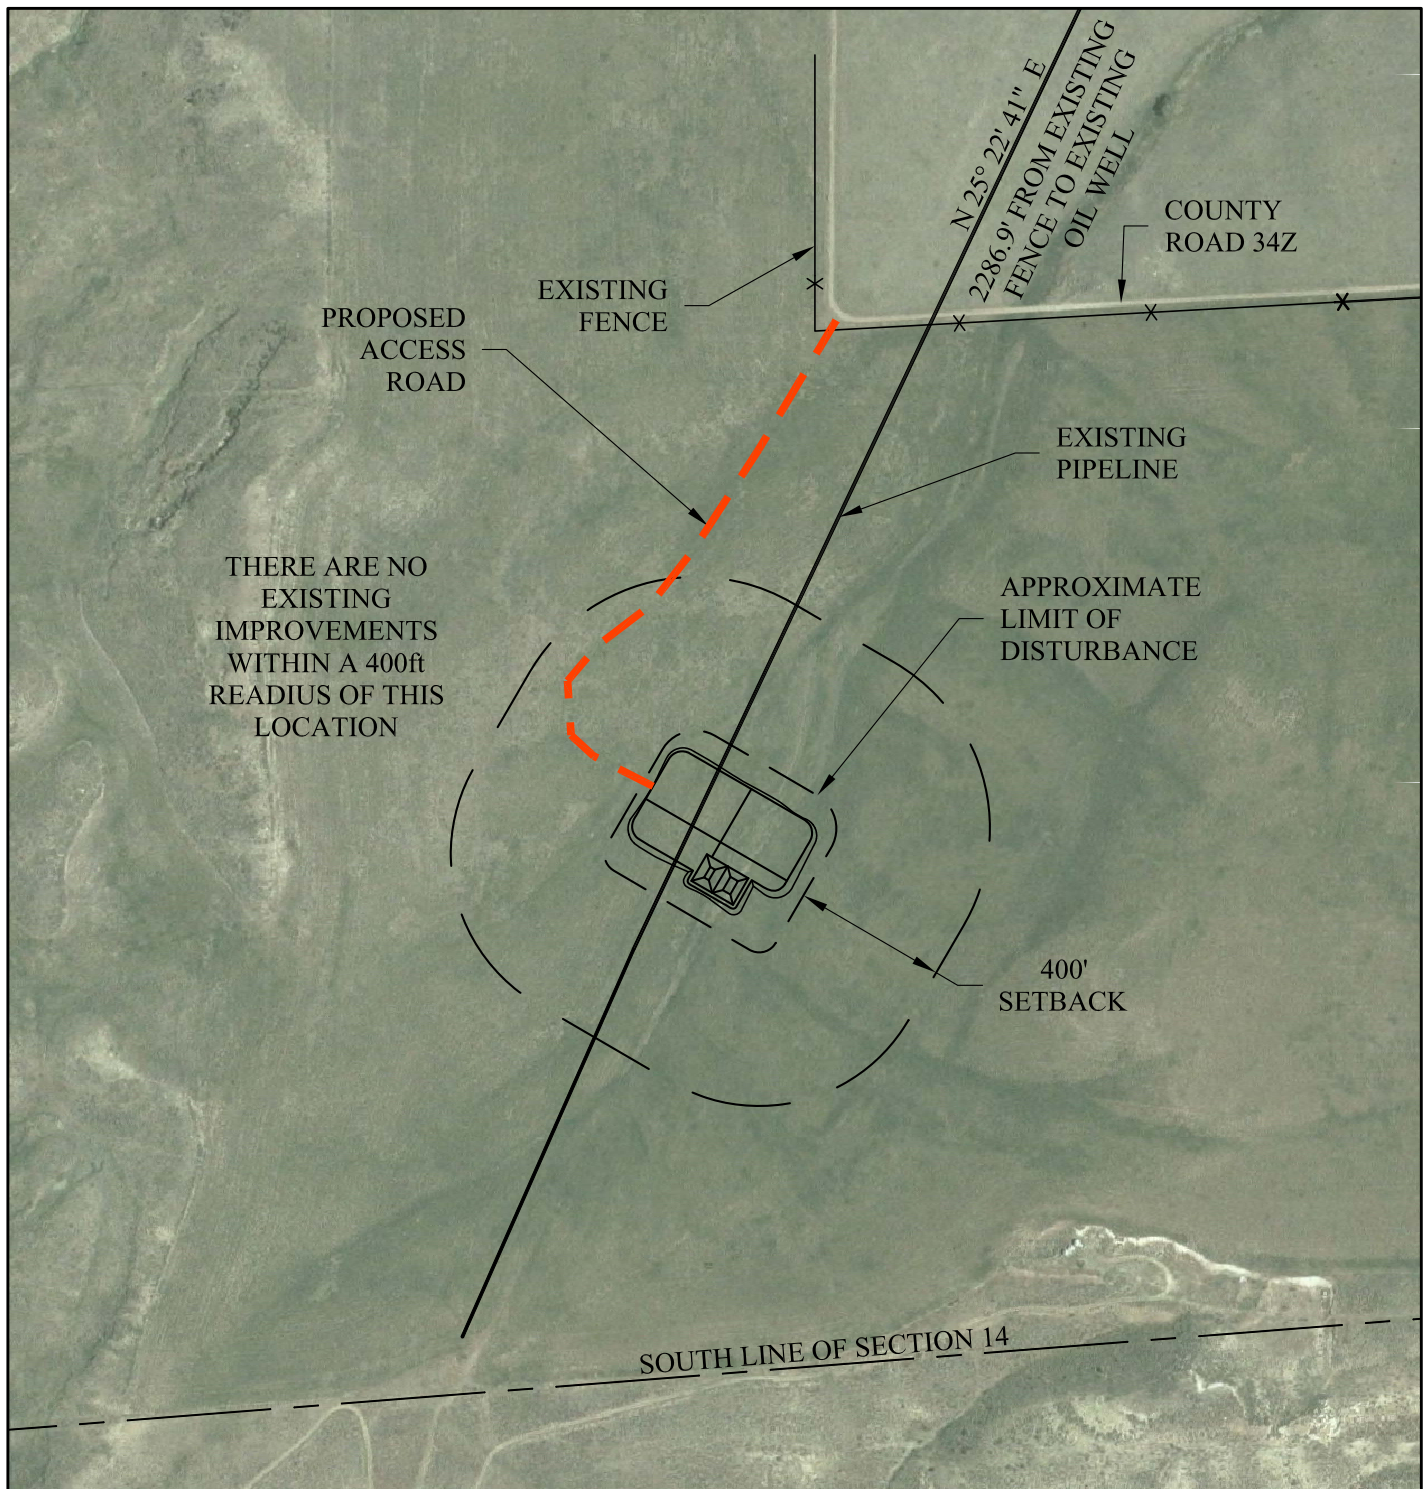 N 25° 22' 41" E
2286.9' FROM EXISTING
FENCE TO EXISTING
OIL WELL
COUNTY
ROAD 34Z
EXISTING
FENCE
PROPOSED
ACCESS
ROAD
EXISTING
PIPELINE
THERE ARE NO
EXISTING
IMPROVEMENTS
WITHIN A 400ft
READIUS OF THIS
LOCATION
APPROXIMATE
LIMIT OF
DISTURBANCE
400'
SETBACK
SOUTH LINE OF SECTION 14